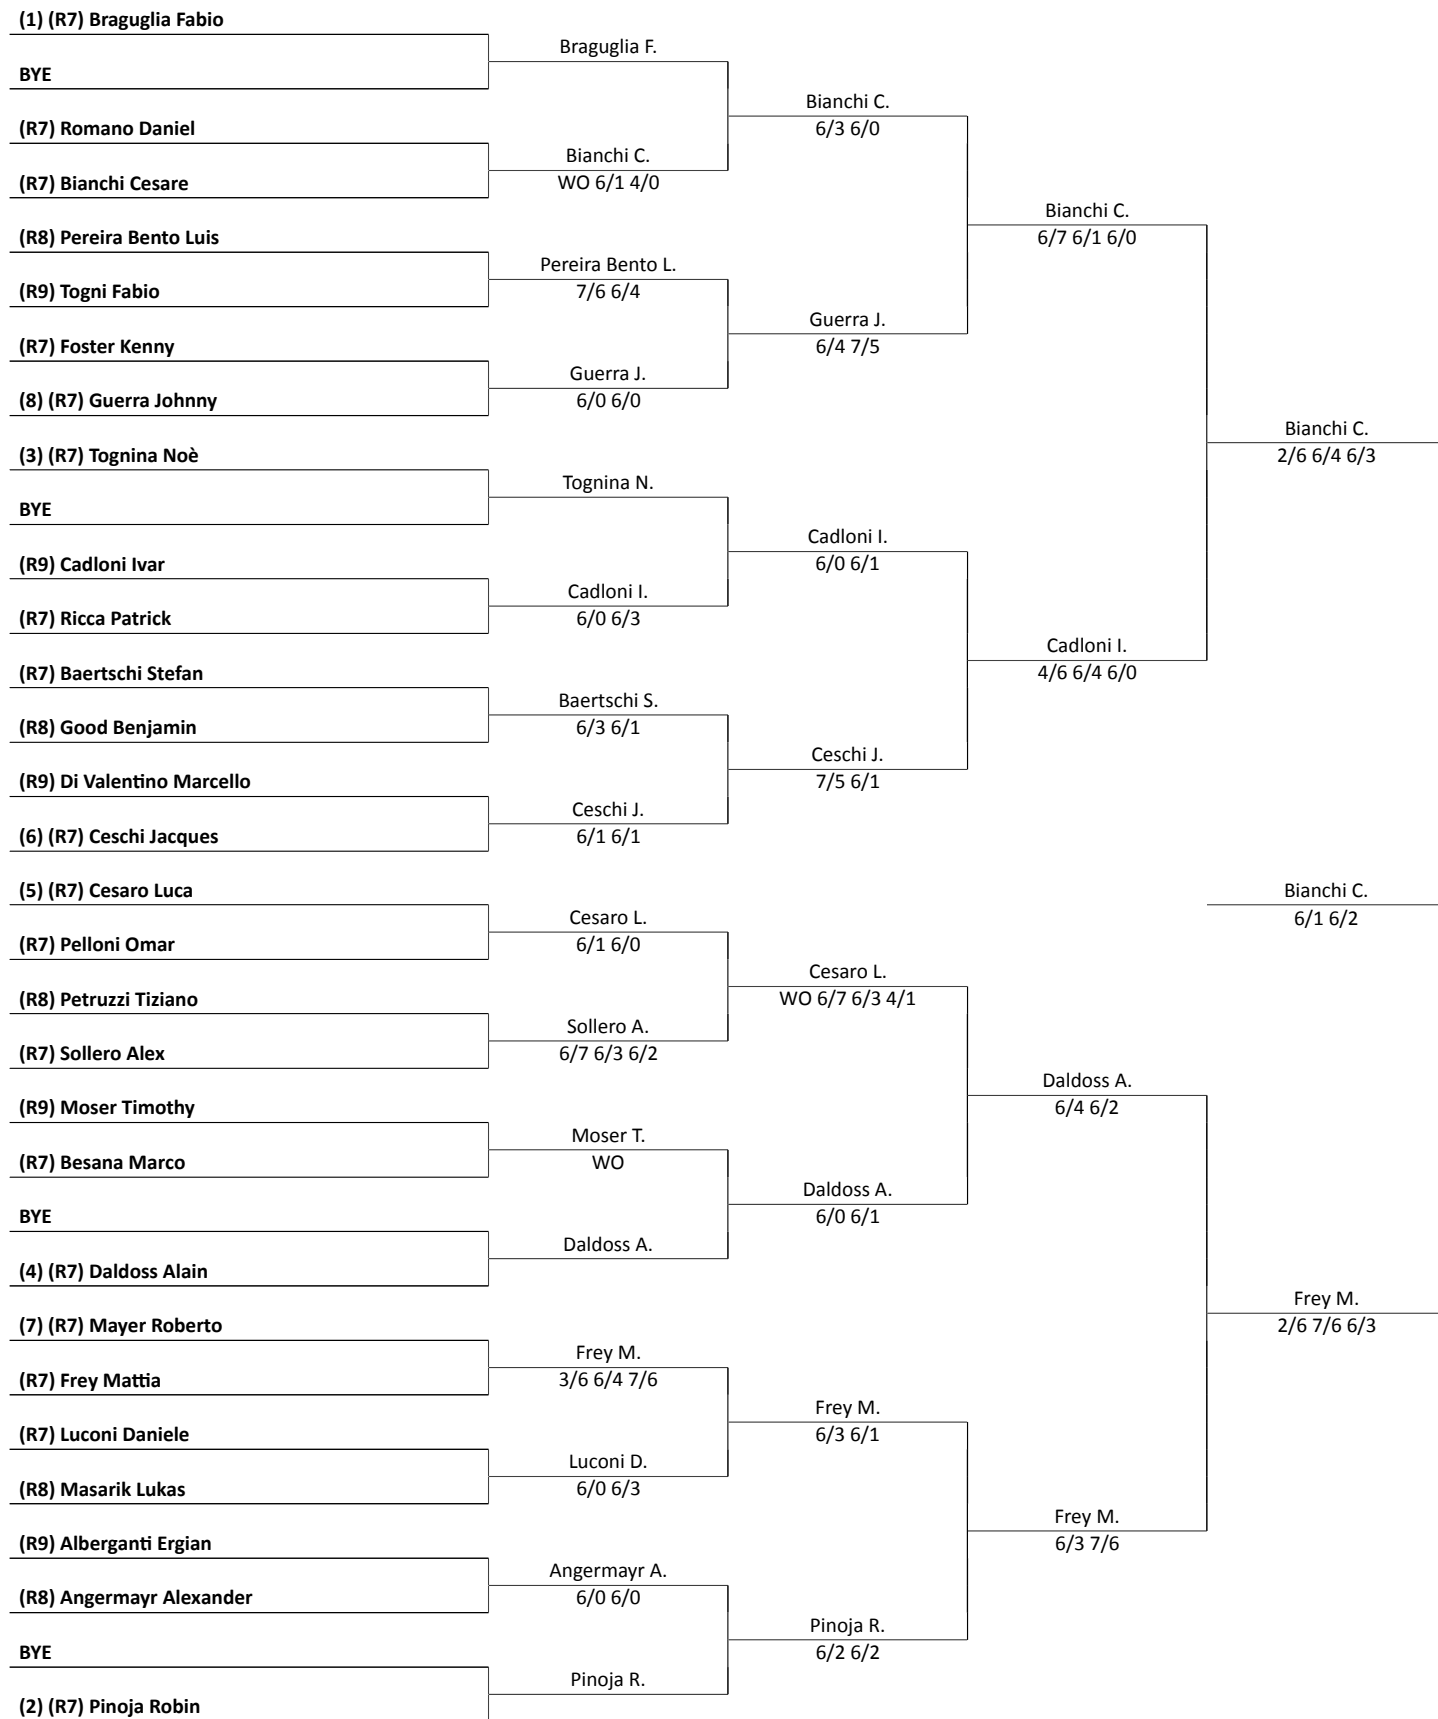 (1) (R7) Braguglia Fabio
Braguglia F.
BYE
Bianchi C.
6/3 6/0
(R7) Romano Daniel
Bianchi C.
WO 6/1 4/0
(R7) Bianchi Cesare
Bianchi C.
6/7 6/1 6/0
(R8) Pereira Bento Luis
Pereira Bento L.
7/6 6/4
(R9) Togni Fabio
Guerra J.
6/4 7/5
(R7) Foster Kenny
Guerra J.
6/0 6/0
(8) (R7) Guerra Johnny
Bianchi C.
2/6 6/4 6/3
(3) (R7) Tognina Noè
Tognina N.
BYE
Cadloni I.
6/0 6/1
(R9) Cadloni Ivar
Cadloni I.
6/0 6/3
(R7) Ricca Patrick
Cadloni I.
4/6 6/4 6/0
(R7) Baertschi Stefan
Baertschi S.
6/3 6/1
(R8) Good Benjamin
Ceschi J.
7/5 6/1
(R9) Di Valentino Marcello
Ceschi J.
6/1 6/1
(6) (R7) Ceschi Jacques
(5) (R7) Cesaro Luca
Bianchi C.
6/1 6/2
Cesaro L.
6/1 6/0
(R7) Pelloni Omar
Cesaro L.
WO 6/7 6/3 4/1
(R8) Petruzzi Tiziano
Sollero A.
6/7 6/3 6/2
(R7) Sollero Alex
Daldoss A.
6/4 6/2
(R9) Moser Timothy
Moser T.
WO
(R7) Besana Marco
Daldoss A.
6/0 6/1
BYE
Daldoss A.
(4) (R7) Daldoss Alain
Frey M.
2/6 7/6 6/3
(7) (R7) Mayer Roberto
Frey M.
3/6 6/4 7/6
(R7) Frey Mattia
Frey M.
6/3 6/1
(R7) Luconi Daniele
Luconi D.
6/0 6/3
(R8) Masarik Lukas
Frey M.
6/3 7/6
(R9) Alberganti Ergian
Angermayr A.
6/0 6/0
(R8) Angermayr Alexander
Pinoja R.
6/2 6/2
BYE
Pinoja R.
(2) (R7) Pinoja Robin